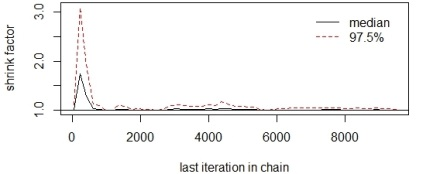 median
97.5%
shrink factor
1.0 2.0 3.0
0 2000 4000 6000 8000
last iteration in chain